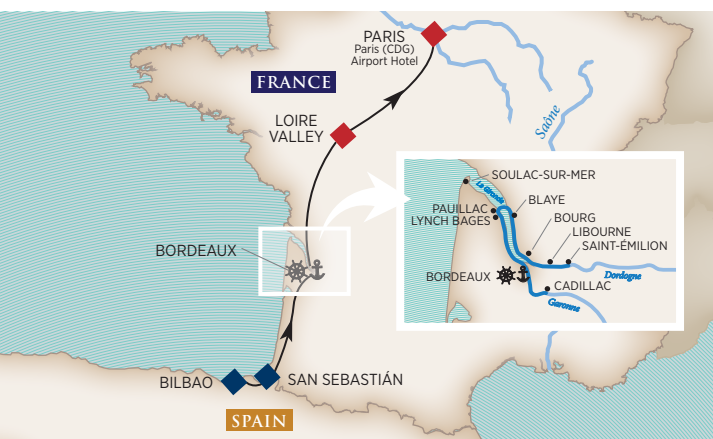 PARIS
Paris (CDG)
Airport Hotel
FRANCE
LOIRE
VALLEY
Saône
SOULAC-SUR-MER
La Gironde
PAUILLAC
LYNCH BAGES
BLAYE
BOURG
LIBOURNE
SAINT-ÉMILION
BORDEAUX
BORDEAUX
Dordogne
CADILLAC
Garonne
BILBAO
SAN SEBASTIÁN
SPAIN